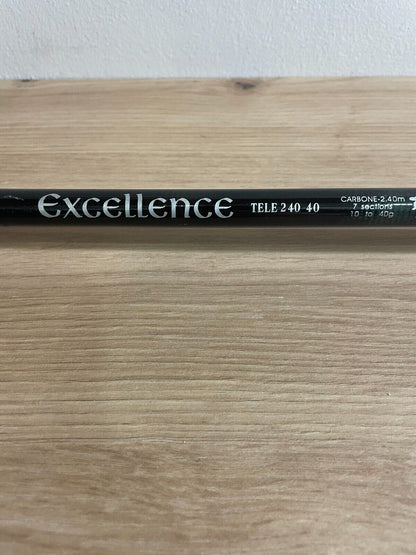 Excellence TELE 240 40
CARBONE-2.40m
7 sections
10 to 40g